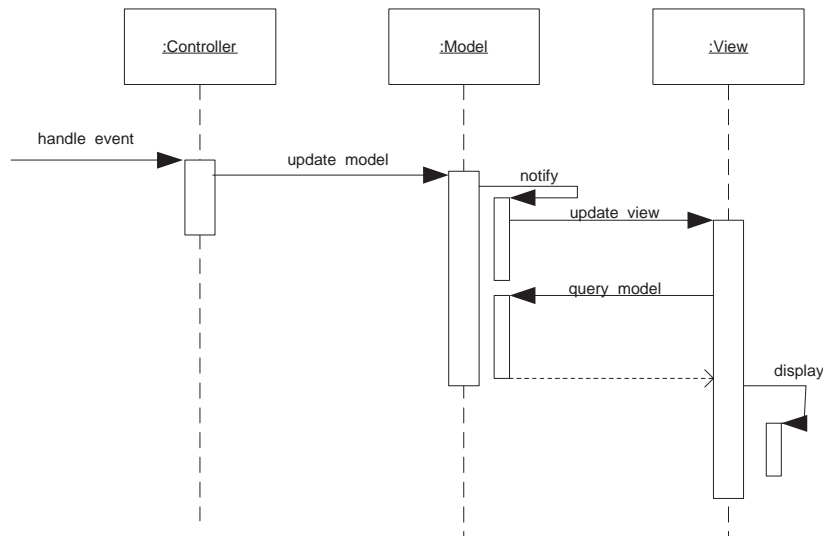 :Controller
:Model
:View
handle event
update model
notify
update view
query model
display